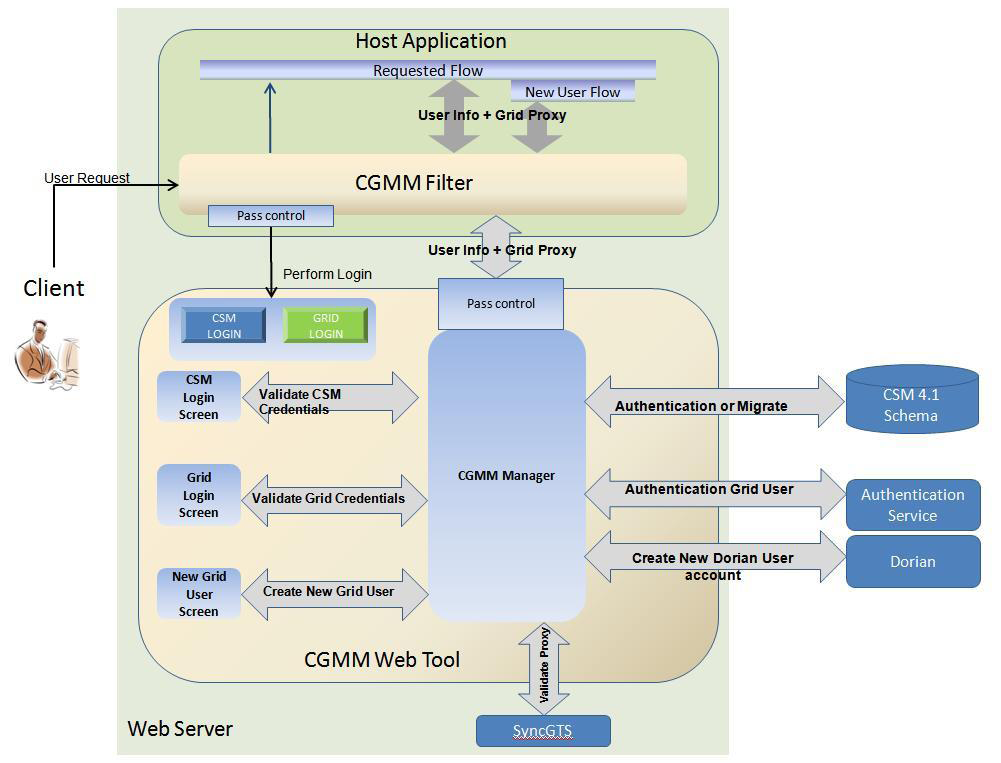 Host Application
Requested Flow
New User Flow
User Info + Grid Proxy
User Request
CGMM Filter
Pass control
User Info + Grid Proxy
Perform Login
Client
Pass control
CSM
LOGIN
GRID
LOGIN
CSM
Login
Screen
Validate CSM
Credentials
Authentication or Migrate
CSM 4.1
Schema
CGMM Manager
Grid
Login
Screen
Validate Grid Credentials
Authentication Grid User
Authentication
Service
Create New Dorian User
account
Dorian
New Grid
User
Screen
Create New Grid User
CGMM Web Tool
Validate Proxy
Web Server
SyncGTS